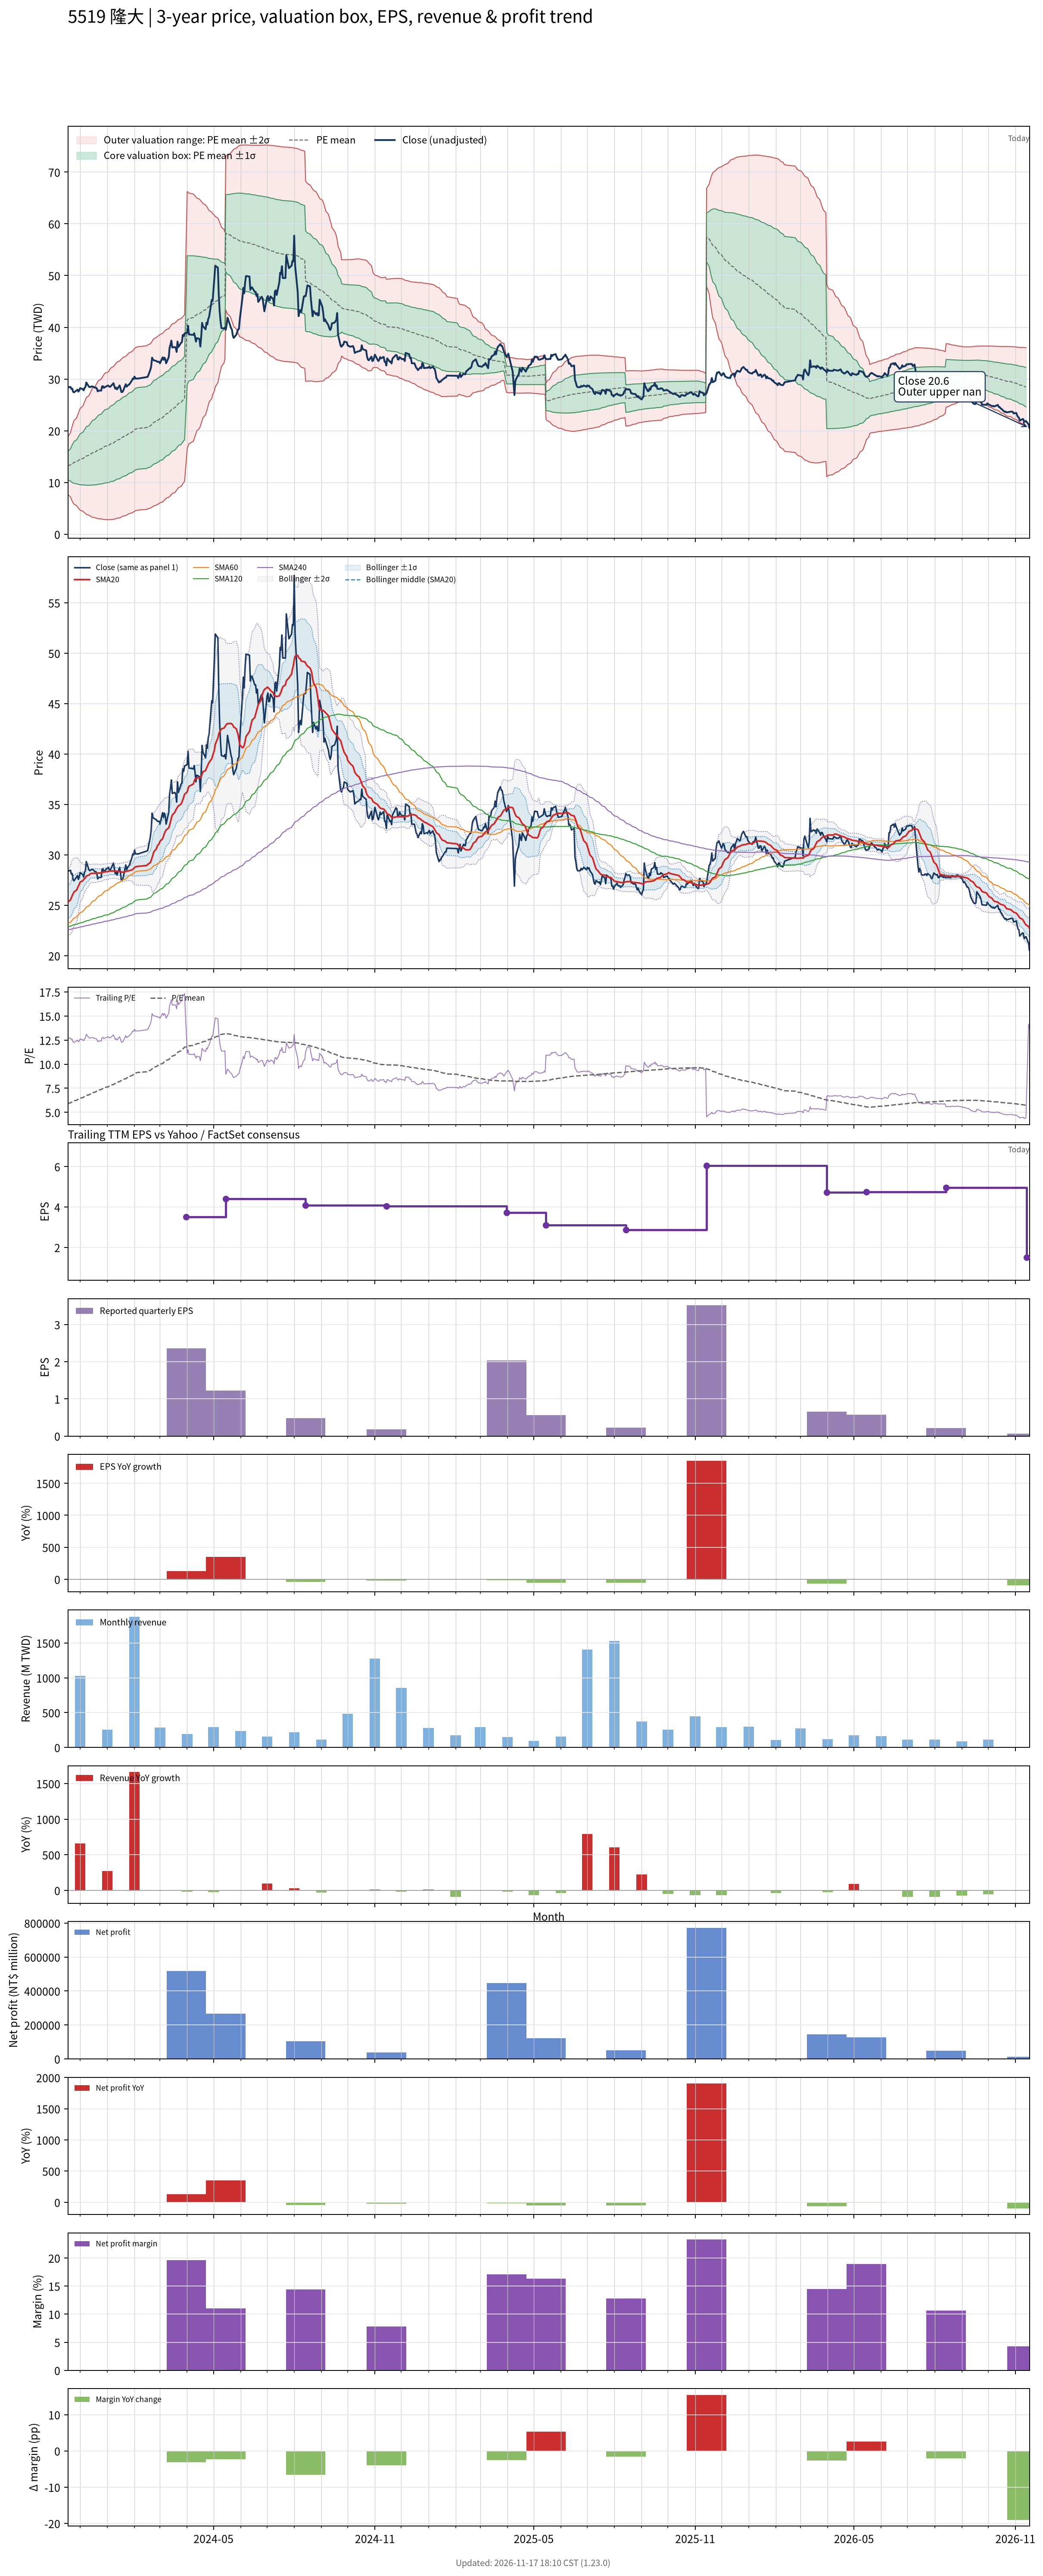 5519 隆大 | 3-year price, valuation box, EPS, revenue & profit trend
Outer valuation range: PE mean ±2σ
PE mean
Close (unadjusted)
Core valuation box: PE mean ±1σ
Today
Price (TWD)
70
60
50
40
30
20
10
0
Close 20.6
Outer upper nan
Close (same as panel 1)
SMA60
SMA240
Bollinger ±1σ
SMA20
SMA120
Bollinger ±2σ
Bollinger middle (SMA20)
Price
55
50
45
40
35
30
25
20
Trailing P/E
P/E mean
P/E
17.5
15.0
12.5
10.0
7.5
5.0
Trailing TTM EPS vs Yahoo / FactSet consensus
Today
EPS
6
4
2
Reported quarterly EPS
EPS
3
2
1
0
EPS YoY growth
YoY (%)
1500
1000
500
0
Monthly revenue
Revenue (M TWD)
1500
1000
500
0
Revenue YoY growth
YoY (%)
1500
1000
500
0
Month
Net profit
Net profit (NT$ million)
800000
600000
400000
200000
0
Net profit YoY
YoY (%)
2000
1500
1000
500
0
Net profit margin
Margin (%)
20
15
10
5
0
Margin YoY change
Δ margin (pp)
10
0
-10
-20
2024-05
2024-11
2025-05
2025-11
2026-05
2026-11
Updated: 2026-11-17 18:10 CST (1.23.0)